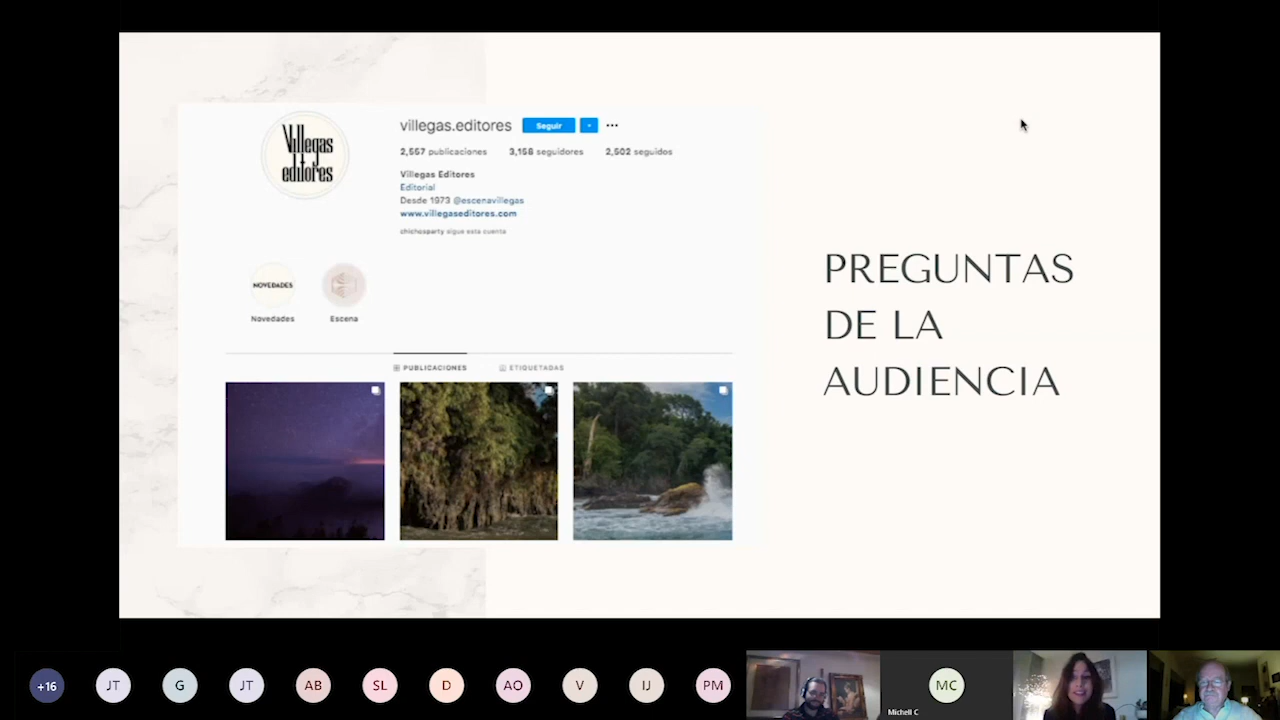 Villegas
editores
villegas.editores Seguir
2,557 publicaciones 3,158 seguidores 2,502 seguidos
Villegas Editores
Editorial
Desde 1973 @escenavillegas
www.villegaseditores.com
chichosparty sigue esta cuenta
NOVEDADES
Novedades Escena
PUBLICACIONES ETIQUETADAS
PREGUNTAS
DE LA
AUDIENCIA
+16 JT G JT AB SL D AO V IJ PM MC
Michell C